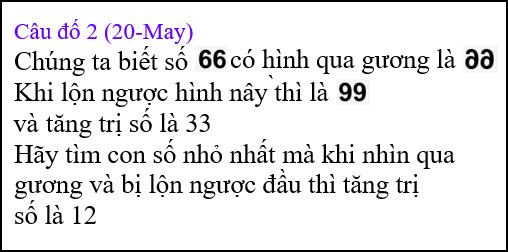 Câu đố 2 (20-May)
Chúng ta biết số 66 có hình qua gương là
Khi lộn ngược hình nây thì là 99
và tăng trị số là 33
Hãy tìm con số nhỏ nhất mà khi nhìn qua
gương và bị lộn ngược đầu thì tăng trị
số là 12